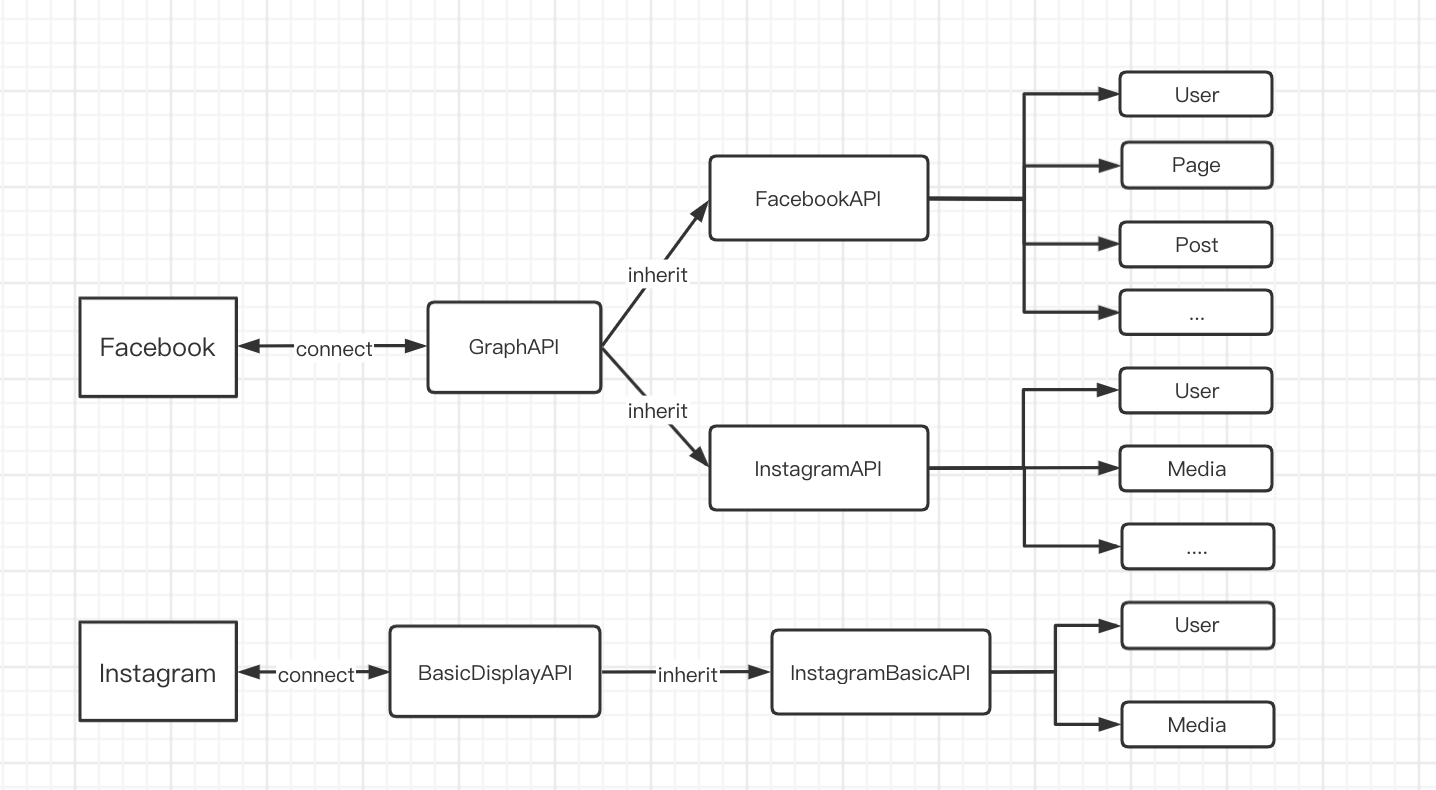 User
Page
FacebookAPI
Post
inherit
...
Facebook
connect
GraphAPI
User
inherit
InstagramAPI
Media
....
User
Instagram
connect
BasicDisplayAPI
inherit
InstagramBasicAPI
Media